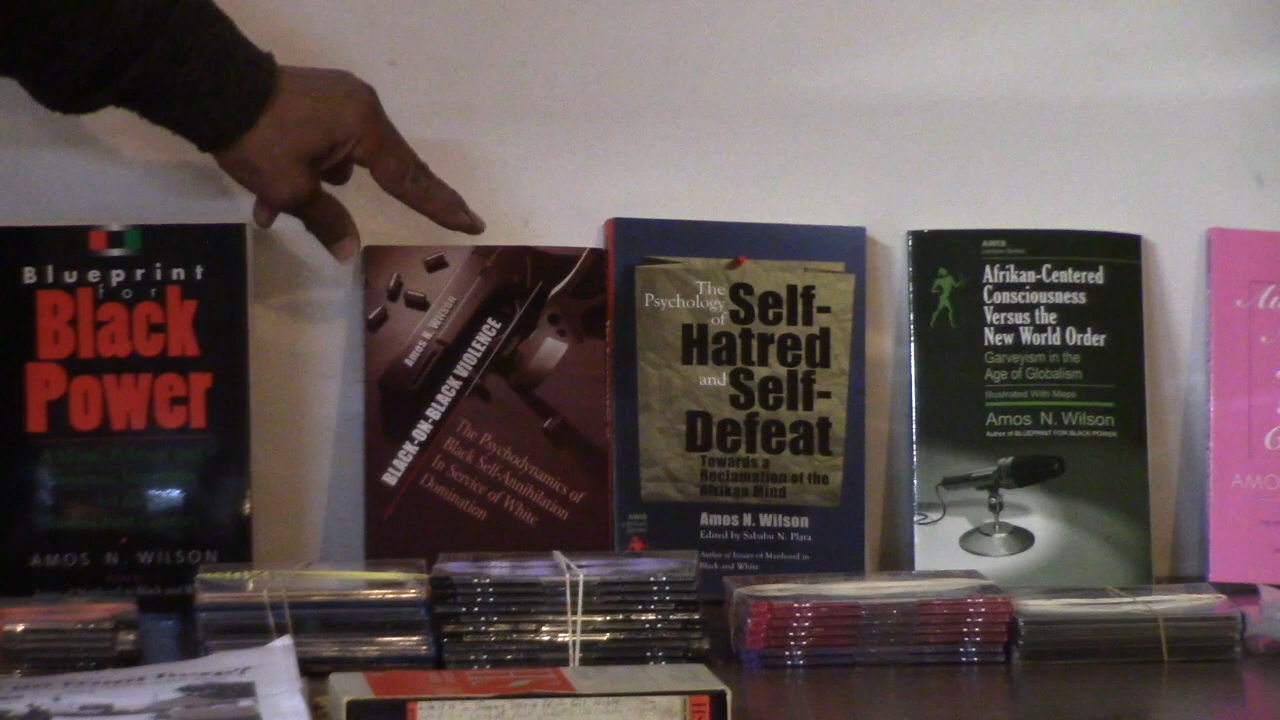 Blueprint
for
Black
Power
AMOS N. WILSON
Amos N. Wilson
BLACK-ON-BLACK VIOLENCE
The Psychodynamics of
Black Self-Annihilation
In Service of White
Domination
The
Psychology
of
Self-
Hatred
and
Self-
Defeat
Towards a
Reclamation of the
Afrikan Mind
Amos N. Wilson
Edited by Sababu N. Plata
Author of Issues of Manhood in
Black and White
AWIS
Afrikan-Centered
Consciousness
Versus the
New World Order
Garveyism in the
Age of Globalism
Illustrated With Maps
Amos N. Wilson
Author of BLUEPRINT FOR BLACK POWER
AMO